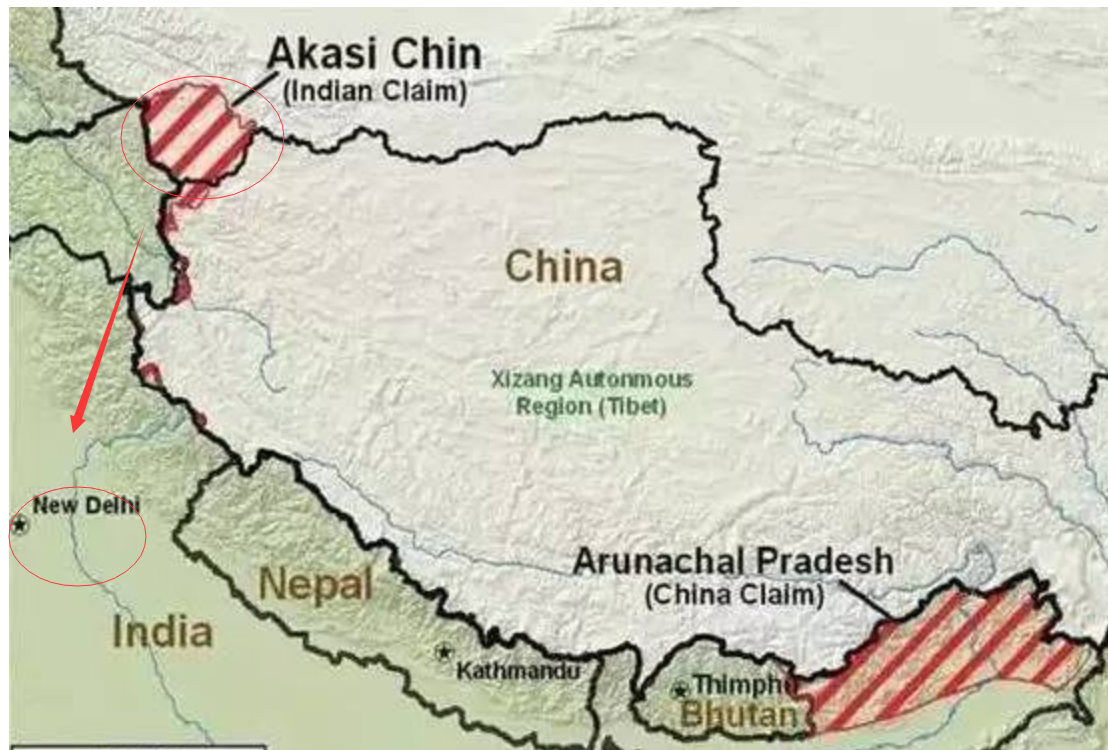 Akasi Chin
(Indian Claim)
China
Xizang Autonmous
Region (Tibet)
New Delhi
Arunachal Pradesh
(China Claim)
Nepal
India
Kathmandu
Thimphu
Bhutan